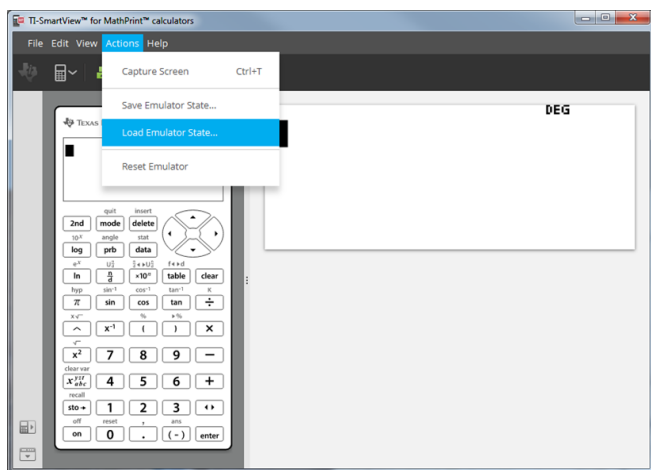 TI-SmartView™ for MathPrint™ calculators
File Edit View Actions Help
Capture Screen Ctrl+T
Save Emulator State...
Load Emulator State...
Reset Emulator
DEG
TEXAS
quit insert
2nd mode delete
10ˣ angle stat
log prb data
f◄►d
ln n/d ×10ⁿ table clear
hyp sin⁻¹ cos⁻¹ tan⁻¹
π sin cos tan ÷
% ►%
^ x⁻¹ ( ) ×
√
x² 7 8 9 −
clear var
x yzt abc 4 5 6 +
recall
sto→ 1 2 3 ◄►
off reset , ans
on 0 . (-) enter